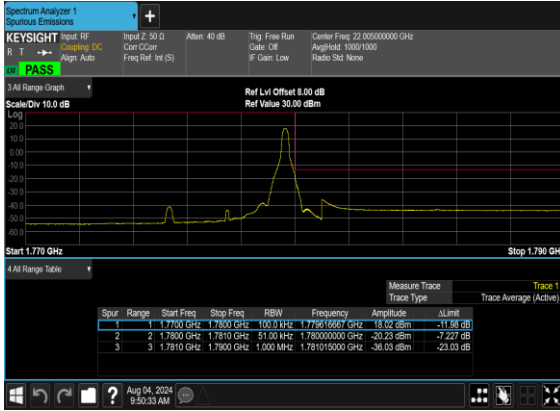 Spectrum Analyzer 1
Spurious Emissions
+
KEYSIGHT Input: RF Input Z: 50 Ω Atten: 40 dB Trig: Free Run Center Freq: 22.005000000 GHz
R T Coupling: DC Corr CCorr Gate: Off Avg|Hold: 1000/1000
Align: Auto Freq Ref: Int (S) IF Gain: Low Radio Std: None
PASS
3 All Range Graph
Ref Lvl Offset 8.00 dB
Scale/Div 10.0 dB Ref Value 30.00 dBm
Log
20.0
10.0
0.00
-10.0
-20.0
-30.0
-40.0
-50.0
-60.0
Start 1.770 GHz Stop 1.790 GH
4 All Range Table
Measure Trace Trace 1
Trace Type Trace Average (Active)
Spur Range Start Freq Stop Freq RBW Frequency Amplitude ΔLimit
1 1 1.7700 GHz 1.7800 GHz 100.0 kHz 1.779616667 GHz 18.02 dBm -11.98 dB
2 2 1.7800 GHz 1.7810 GHz 51.00 kHz 1.780000000 GHz -20.23 dBm -7.227 dB
3 3 1.7810 GHz 1.7900 GHz 1.000 MHz 1.781015000 GHz -36.03 dBm -23.03 dB
?
Aug 04, 2024
9:50:33 AM